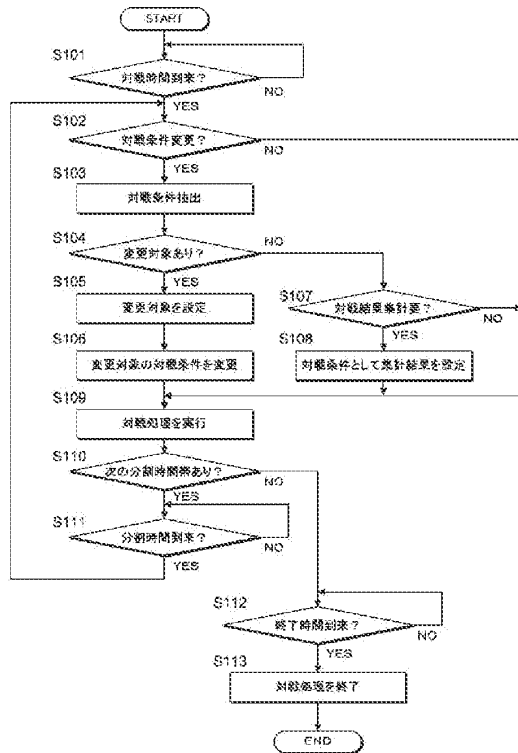 START
S101
対戦時間到来？
NO
YES
S102
対戦条件変更？
NO
YES
S103
対戦条件抽出
S104
変更対象あり？
NO
YES
S105
変更対象を設定
S107
対戦結果集計要？
NO
YES
S106
変更対象の対戦条件を変更
S108
対戦条件として集計結果を設定
S109
対戦処理を実行
S110
次の分割時間帯あり？
NO
YES
S111
分割時間到来？
NO
YES
S112
終了時間到来？
NO
YES
S113
対戦処理を終了
END